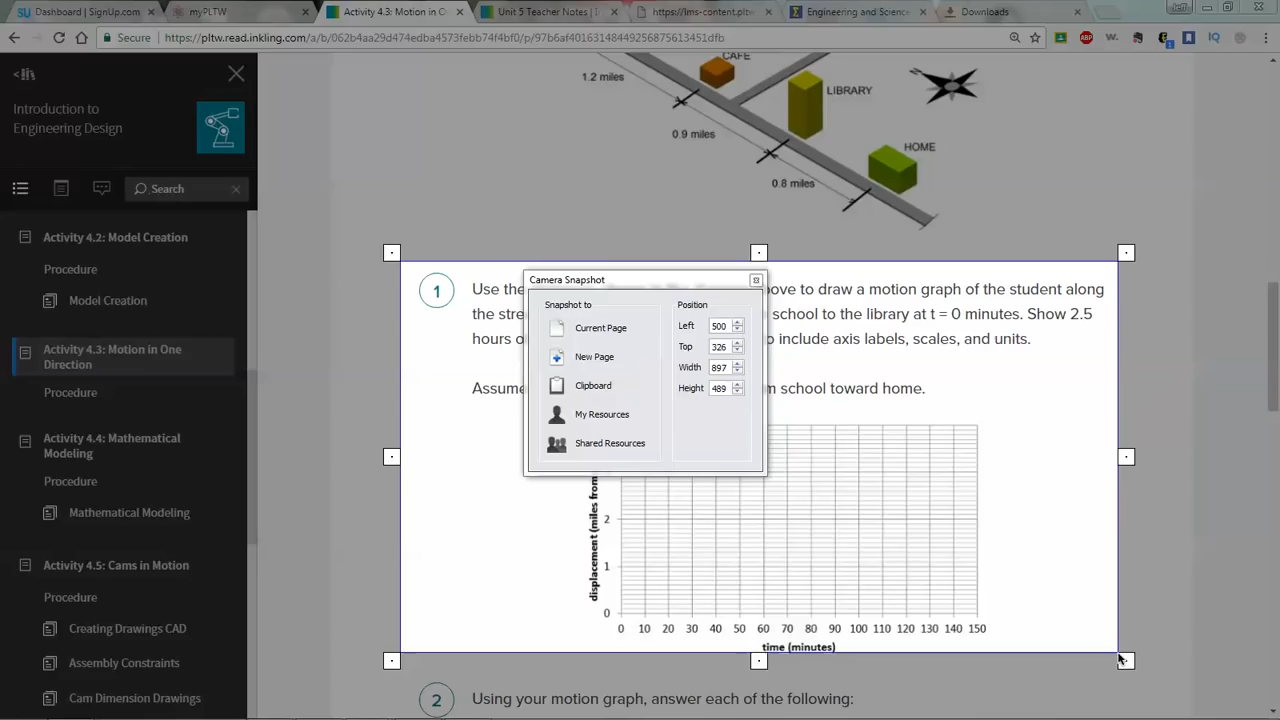 Dashboard | SignUp.com
myPLTW
Activity 4.3: Motion in O
Unit 5 Teacher Notes | In
https://lms-content.pltw
Engineering and Science
Downloads
Secure
https://pltw.read.inkling.com/a/b/062b4aa29d474edba4573febb74f4bf0/p/97b6af40163148449256875613451dfb
Introduction to
Engineering Design
Search
Activity 4.2: Model Creation
Procedure
Model Creation
Activity 4.3: Motion in One
Direction
Procedure
Activity 4.4: Mathematical
Modeling
Procedure
Mathematical Modeling
Activity 4.5: Cams in Motion
Procedure
Creating Drawings CAD
Assembly Constraints
Cam Dimension Drawings
CAFE
1.2 miles
LIBRARY
0.9 miles
HOME
0.8 miles
1
Use the
ove to draw a motion graph of the student along
the stre
school to the library at t = 0 minutes. Show 2.5
hours o
to include axis labels, scales, and units.
Assume
m school toward home.
Camera Snapshot
Snapshot to
Current Page
New Page
Clipboard
My Resources
Shared Resources
Position
Left 500
Top 326
Width 897
Height 489
displacement (miles from
2
1
0
0 10 20 30 40 50 60 70 80 90 100 110 120 130 140 150
time (minutes)
2
Using your motion graph, answer each of the following: